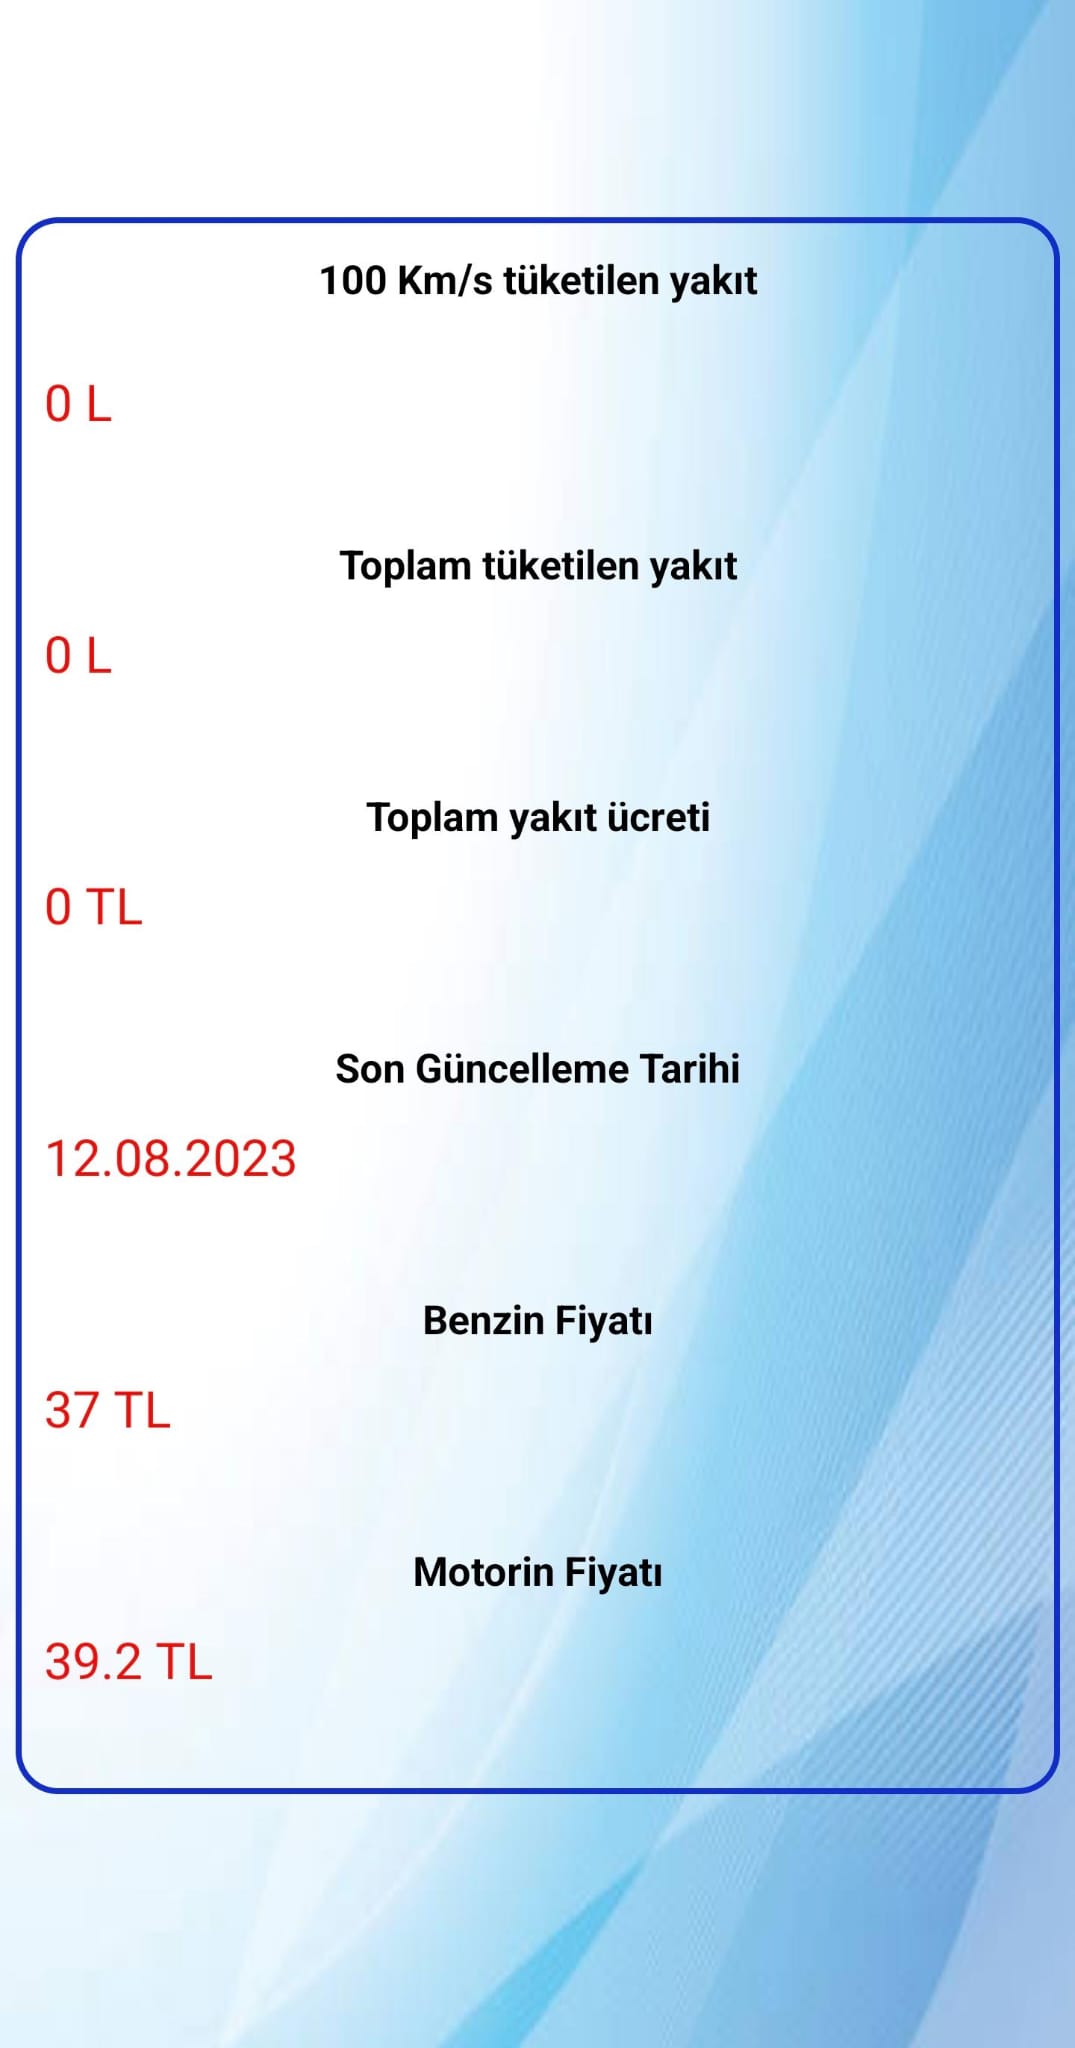 100 Km/s tüketilen yakıt
0 L
Toplam tüketilen yakıt
0 L
Toplam yakıt ücreti
0 TL
Son Güncelleme Tarihi
12.08.2023
Benzin Fiyatı
37 TL
Motorin Fiyatı
39.2 TL